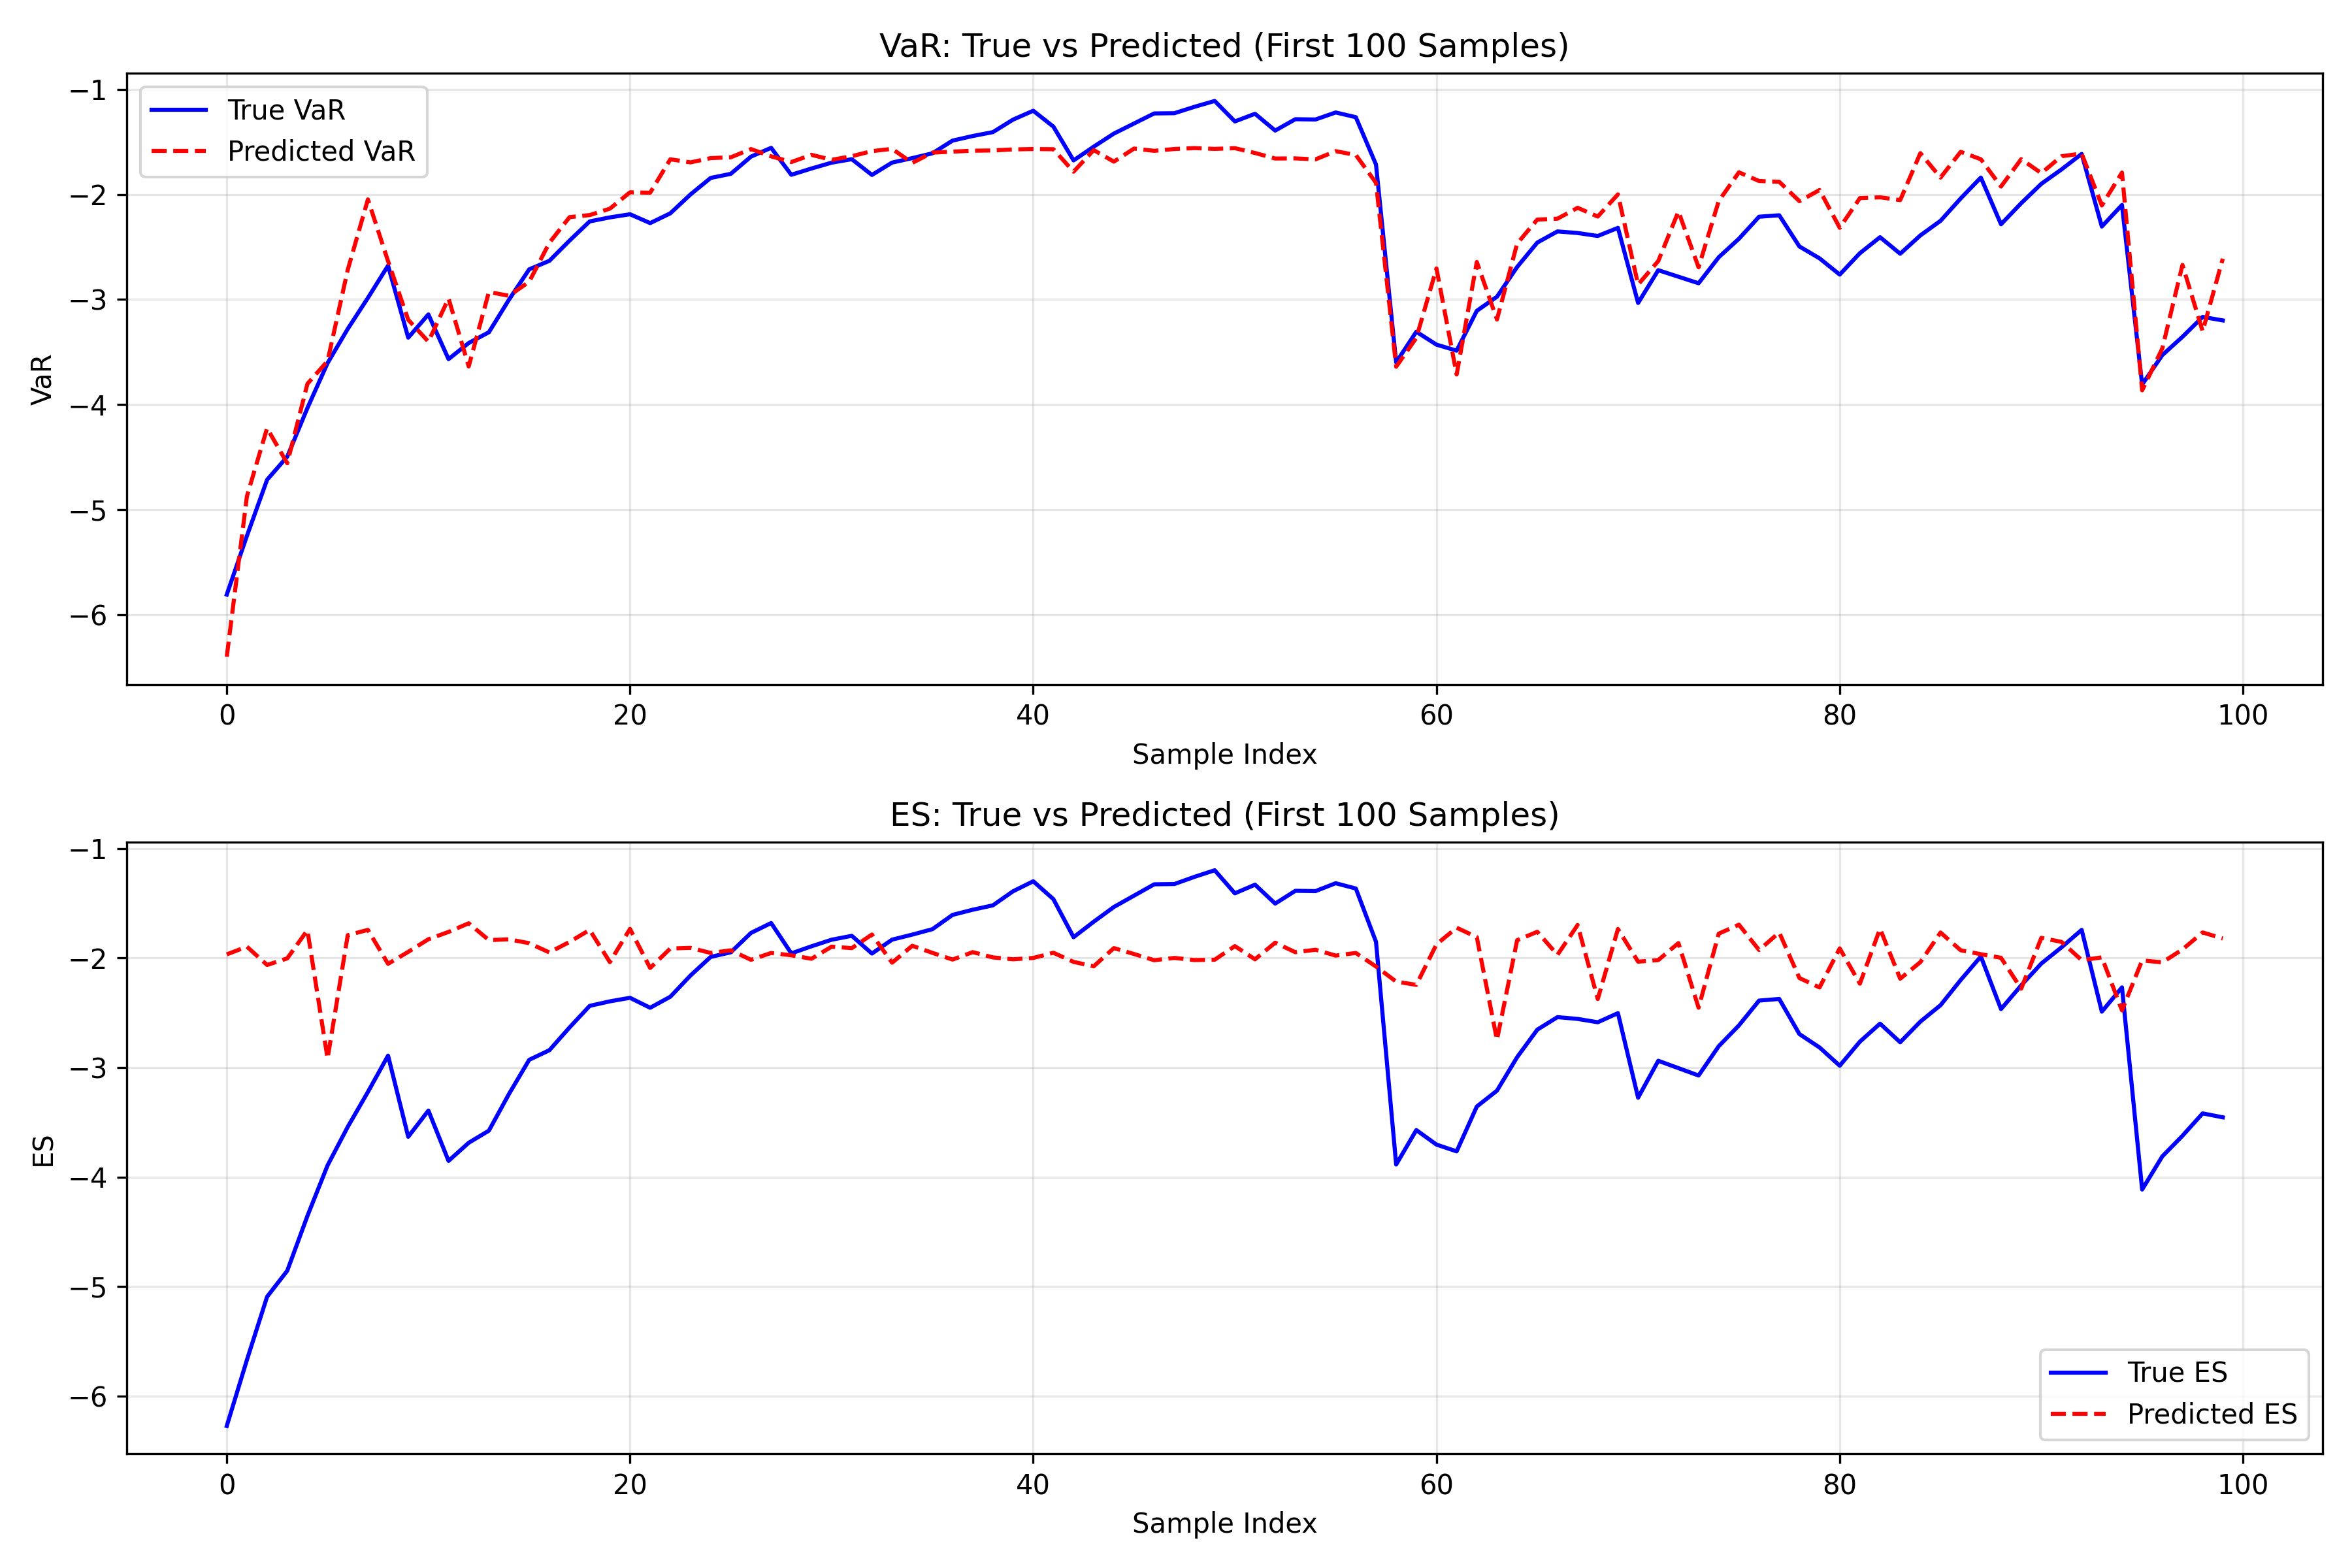 VaR: True vs Predicted (First 100 Samples)
True VaR
Predicted VaR
VaR
−1
−2
−3
−4
−5
−6
0 20 40 60 80 100
Sample Index
ES: True vs Predicted (First 100 Samples)
ES
−1
−2
−3
−4
−5
−6
True ES
Predicted ES
0 20 40 60 80 100
Sample Index